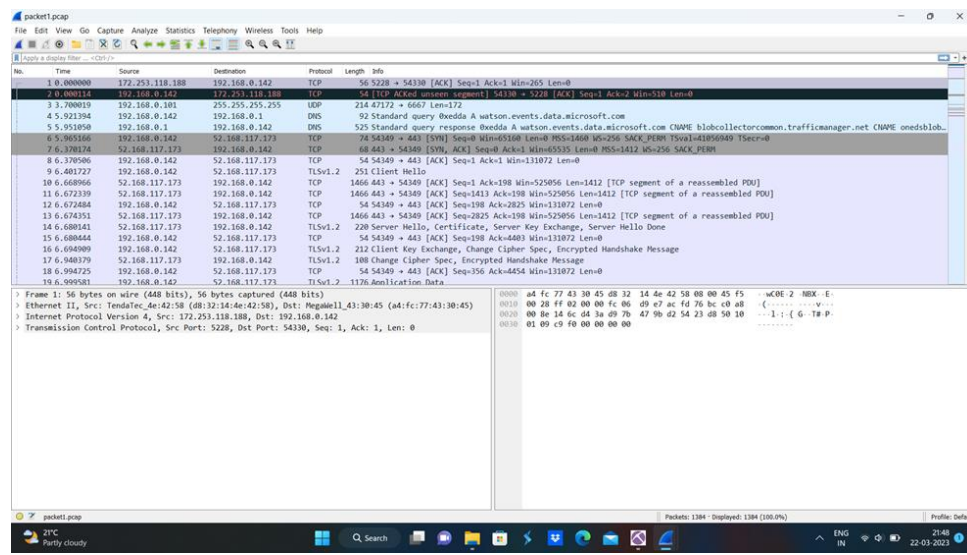 packet1.pcap
File Edit View Go Capture Analyze Statistics Telephony Wireless Tools Help
Apply a display filter ... <Ctrl-/>
No. Time Source Destination Protocol Length Info
1 0.000000 172.253.118.188 192.168.0.142 TCP 56 5228 → 54330 [ACK] Seq=1 Ack=1 Win=265 Len=0
2 0.000114 192.168.0.142 172.253.118.188 TCP 54 [TCP ACKed unseen segment] 54330 → 5228 [ACK] Seq=1 Ack=2 Win=510 Len=0
3 3.700019 192.168.0.101 255.255.255.255 UDP 214 47172 → 6667 Len=172
4 5.921394 192.168.0.142 192.168.0.1 DNS 92 Standard query 0xedda A watson.events.data.microsoft.com
5 5.951050 192.168.0.1 192.168.0.142 DNS 525 Standard query response 0xedda A watson.events.data.microsoft.com CNAME blobcollectorcommon.trafficmanager.net CNAME onedsblob…
6 5.965166 192.168.0.142 52.168.117.173 TCP 74 54349 → 443 [SYN] Seq=0 Win=65160 Len=0 MSS=1460 WS=256 SACK_PERM TSval=41056949 TSecr=0
7 6.370174 52.168.117.173 192.168.0.142 TCP 68 443 → 54349 [SYN, ACK] Seq=0 Ack=1 Win=65535 Len=0 MSS=1412 WS=256 SACK_PERM
8 6.370506 192.168.0.142 52.168.117.173 TCP 54 54349 → 443 [ACK] Seq=1 Ack=1 Win=131072 Len=0
9 6.401727 192.168.0.142 52.168.117.173 TLSv1.2 251 Client Hello
10 6.668966 52.168.117.173 192.168.0.142 TCP 1466 443 → 54349 [ACK] Seq=1 Ack=198 Win=525056 Len=1412 [TCP segment of a reassembled PDU]
11 6.672339 52.168.117.173 192.168.0.142 TCP 1466 443 → 54349 [ACK] Seq=1413 Ack=198 Win=525056 Len=1412 [TCP segment of a reassembled PDU]
12 6.672484 192.168.0.142 52.168.117.173 TCP 54 54349 → 443 [ACK] Seq=198 Ack=2825 Win=131072 Len=0
13 6.674351 52.168.117.173 192.168.0.142 TCP 1466 443 → 54349 [ACK] Seq=2825 Ack=198 Win=525056 Len=1412 [TCP segment of a reassembled PDU]
14 6.680141 52.168.117.173 192.168.0.142 TLSv1.2 220 Server Hello, Certificate, Server Key Exchange, Server Hello Done
15 6.680444 192.168.0.142 52.168.117.173 TCP 54 54349 → 443 [ACK] Seq=198 Ack=4403 Win=131072 Len=0
16 6.694909 192.168.0.142 52.168.117.173 TLSv1.2 212 Client Key Exchange, Change Cipher Spec, Encrypted Handshake Message
17 6.940379 52.168.117.173 192.168.0.142 TLSv1.2 108 Change Cipher Spec, Encrypted Handshake Message
18 6.994725 192.168.0.142 52.168.117.173 TCP 54 54349 → 443 [ACK] Seq=356 Ack=4454 Win=131072 Len=0
19 6.999581 192.168.0.142 52.168.117.173 TLSv1.2 1176 Application Data
> Frame 1: 56 bytes on wire (448 bits), 56 bytes captured (448 bits)
> Ethernet II, Src: TendaTec_4e:42:58 (d8:32:14:4e:42:58), Dst: MegaWell_43:30:45 (a4:fc:77:43:30:45)
> Internet Protocol Version 4, Src: 172.253.118.188, Dst: 192.168.0.142
> Transmission Control Protocol, Src Port: 5228, Dst Port: 54330, Seq: 1, Ack: 1, Len: 0
0000 a4 fc 77 43 30 45 d8 32 14 4e 42 58 08 00 45 f5 ··wC0E·2 ·NBX··E·
0010 00 28 ff 02 00 00 fc 06 d9 e7 ac fd 76 bc c0 a8 ·(······ ····v···
0020 00 8e 14 6c d4 3a d9 7b 47 9b d2 54 23 d8 50 10 ···l·:·{ G··T#·P·
0030 01 09 c9 f0 00 00 00 00 ········
packet1.pcap
Packets: 1384 · Displayed: 1384 (100.0%)
Profile: Defa
21°C
Partly cloudy
Search
ENG
IN
21:48
22-03-2023